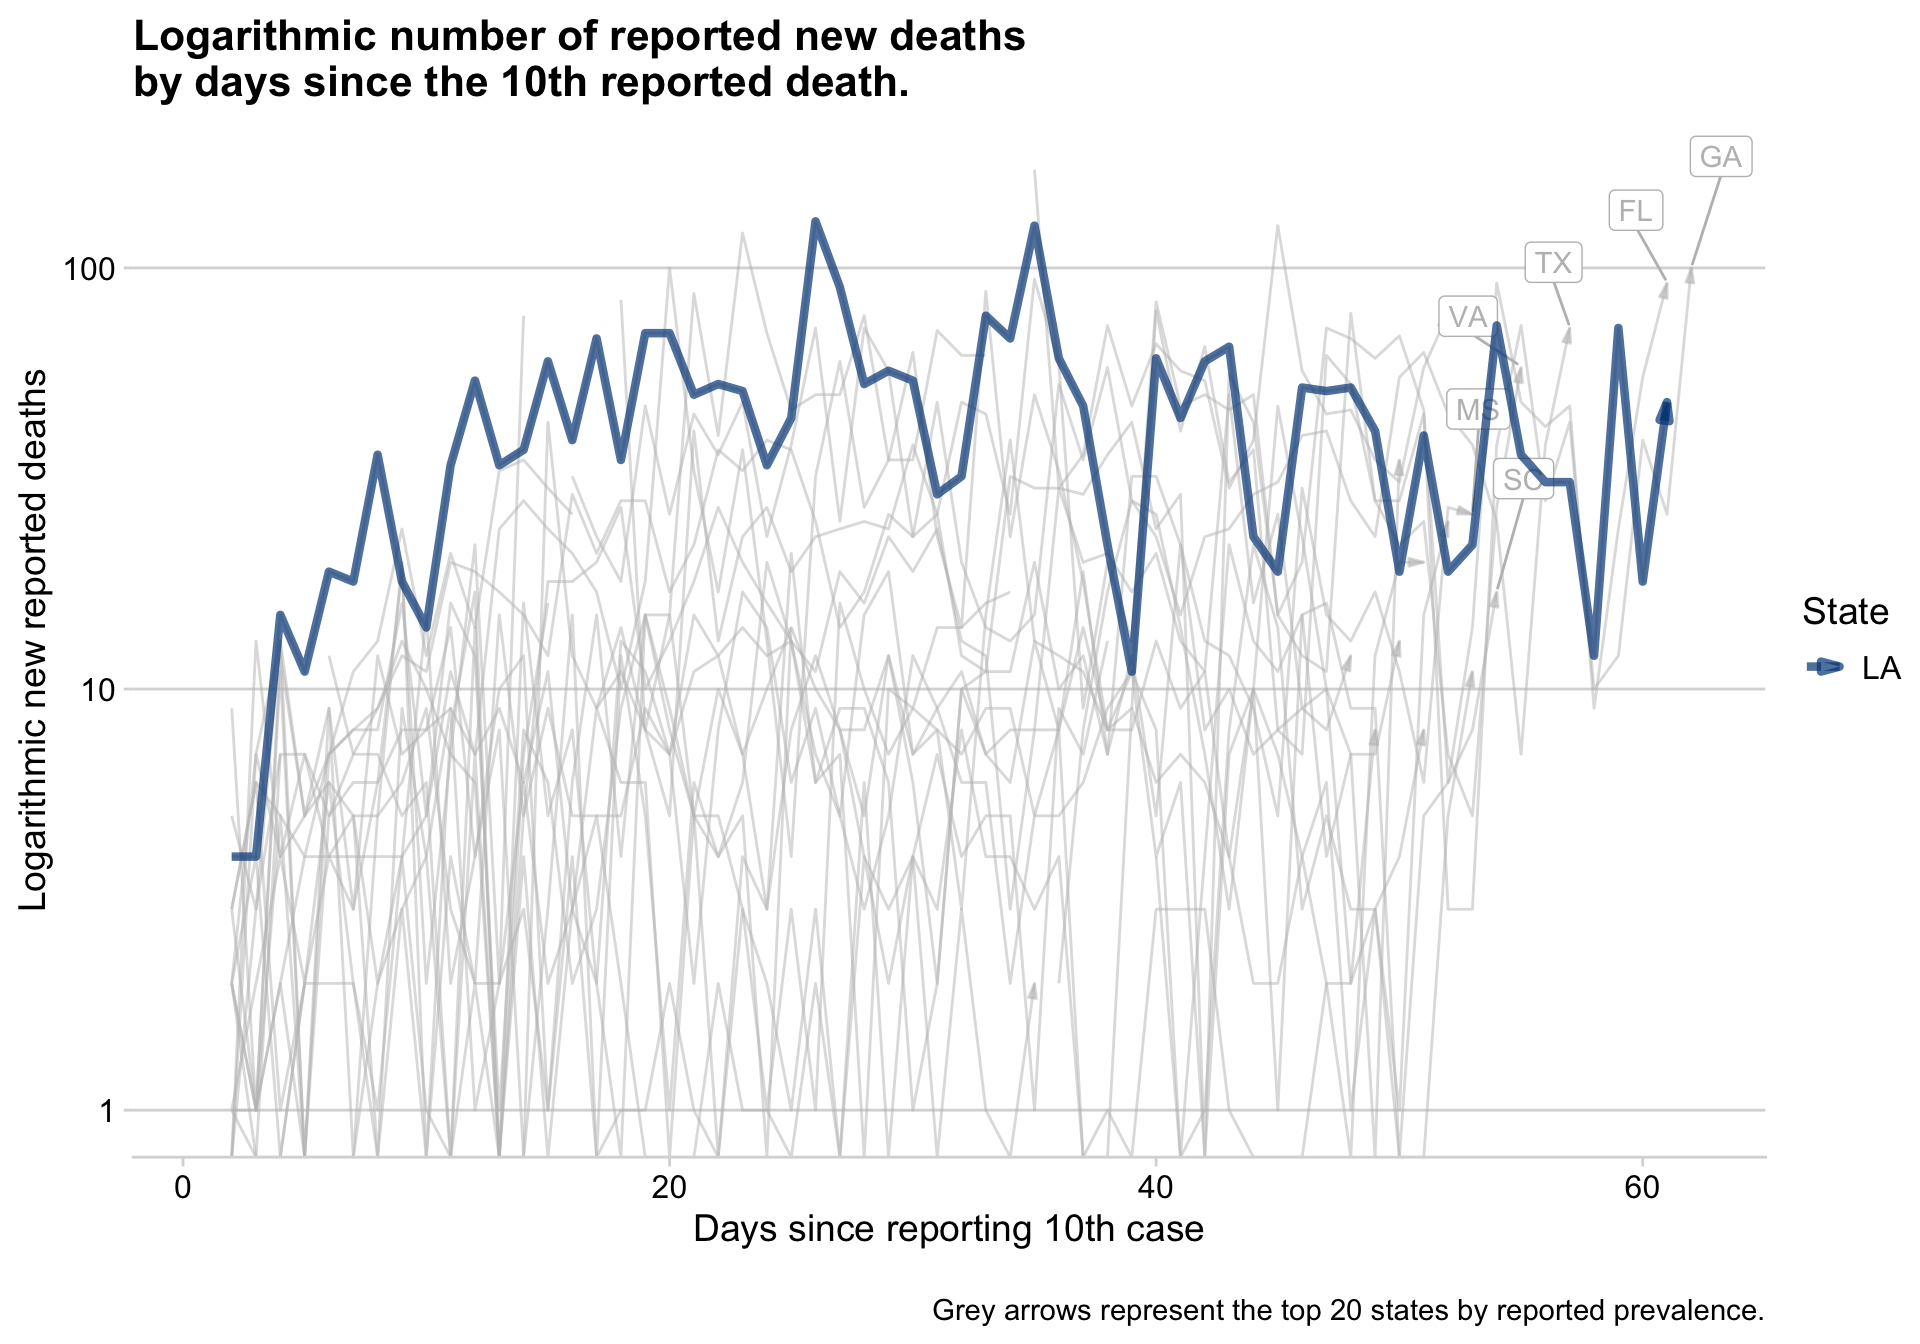 Logarithmic number of reported new deaths
by days since the 10th reported death.
GA
FL
TX
VA
MS
SC
100
10
1
Logarithmic new reported deaths
State
LA
0 20 40 60
Days since reporting 10th case
Grey arrows represent the top 20 states by reported prevalence.